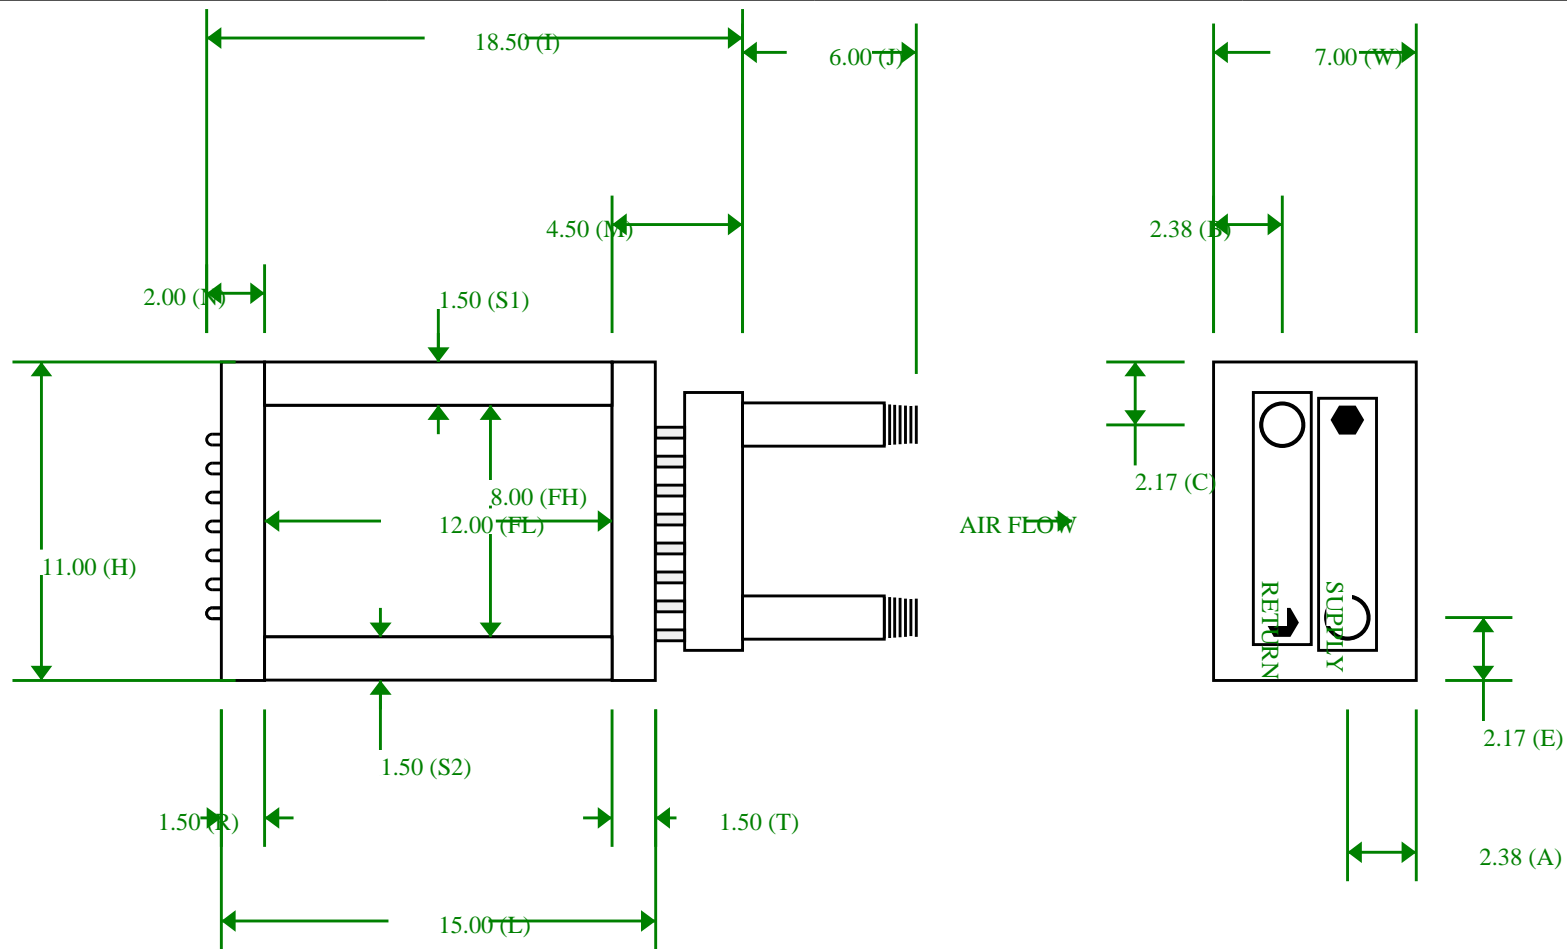 18.50 (I)
6.00 (J)
7.00 (W)
4.50 (M)
2.38 (B)
2.00 (N)
1.50 (S1)
2.17 (C)
8.00 (FH)
12.00 (FL)
AIR FLOW
11.00 (H)
RETURN
SUPPLY
2.17 (E)
1.50 (S2)
1.50 (R)
1.50 (T)
2.38 (A)
15.00 (L)